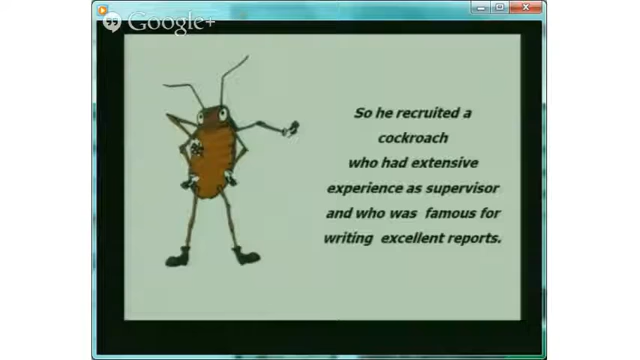 Google+
So he recruited a
cockroach
who had extensive
experience as supervisor
and who was famous for
writing excellent reports.